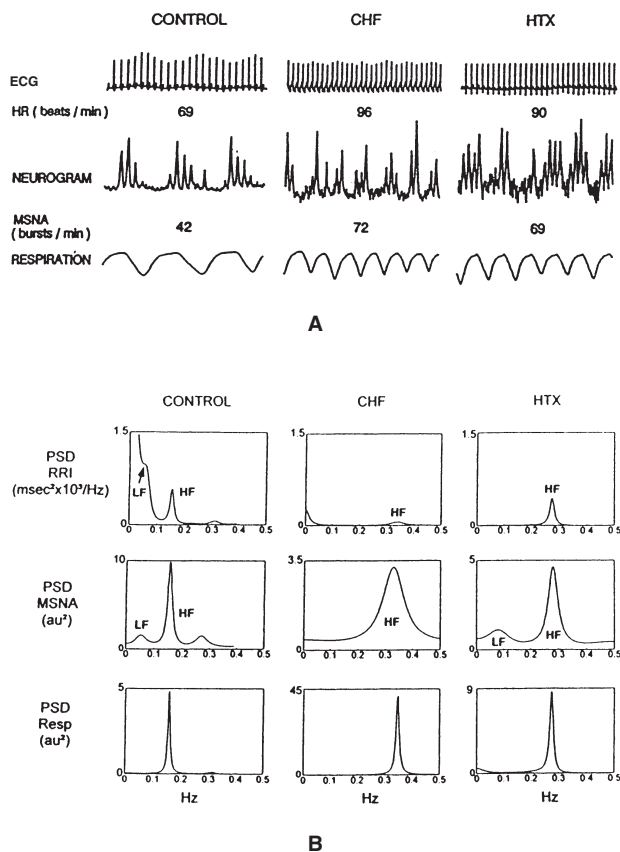 CONTROL CHF HTX
ECG
HR ( beats / min ) 69 96 90
NEUROGRAM
MSNA
( bursts / min ) 42 72 69
RESPIRATION
A
CONTROL CHF HTX
PSD
RRI
(msec²x10³/Hz)
1.5
LF
HF
0
0 0.1 0.2 0.3 0.4 0.5
1.5
HF
0
0 0.1 0.2 0.3 0.4 0.5
1.5
HF
0
0 0.1 0.2 0.3 0.4 0.5
PSD
MSNA
(au²)
10
LF
HF
0
0 0.1 0.2 0.3 0.4 0.5
3.5
HF
0
0 0.1 0.2 0.3 0.4 0.5
5
LF
HF
0
0 0.1 0.2 0.3 0.4 0.5
PSD
Resp
(au²)
5
0
0 0.1 0.2 0.3 0.4 0.5
45
0
0 0.1 0.2 0.3 0.4 0.5
9
0
0 0.1 0.2 0.3 0.4 0.5
Hz Hz Hz
B